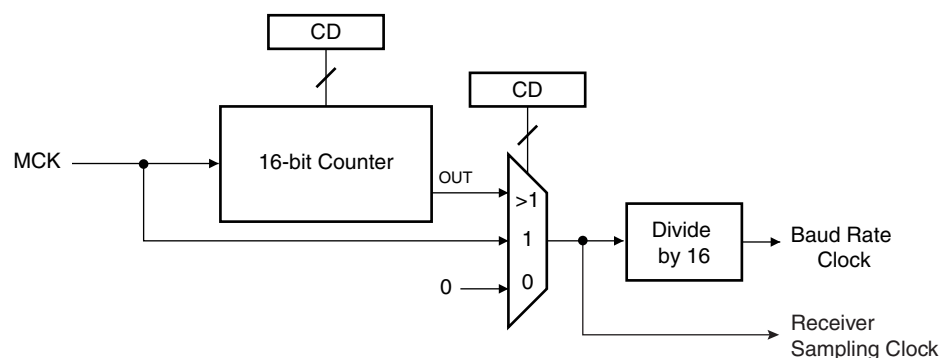 CD
CD
MCK
16-bit Counter
OUT
>1
1
0
0
Divide
by 16
Baud Rate
Clock
Receiver
Sampling Clock